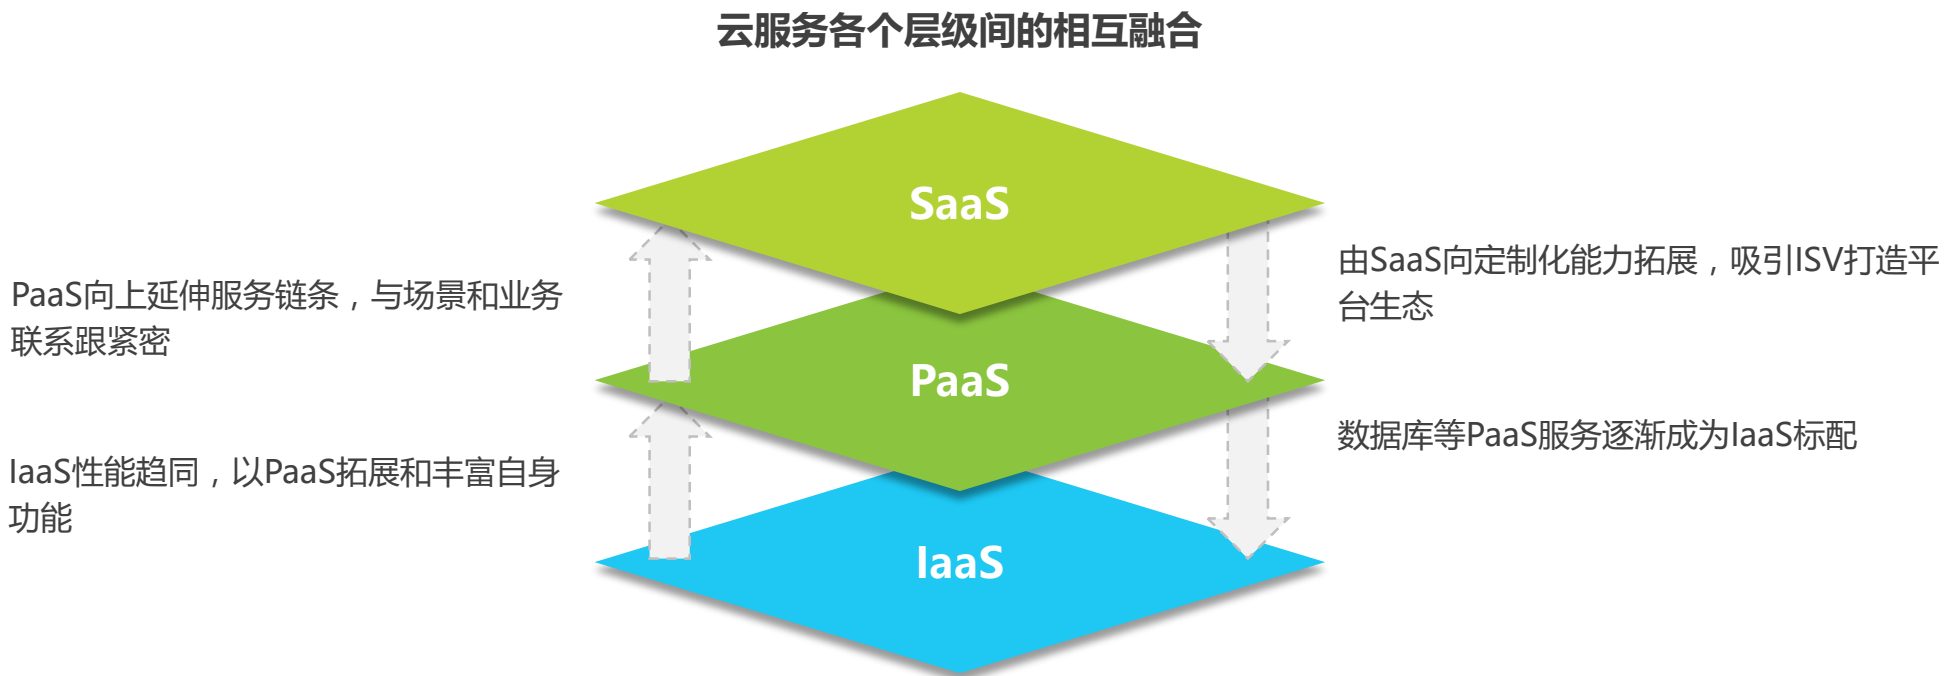 云服务各个层级间的相互融合
SaaS
PaaS向上延伸服务链条，与场景和业务
联系跟紧密
由SaaS向定制化能力拓展，吸引ISV打造平
台生态
PaaS
IaaS性能趋同，以PaaS拓展和丰富自身
功能
数据库等PaaS服务逐渐成为IaaS标配
IaaS